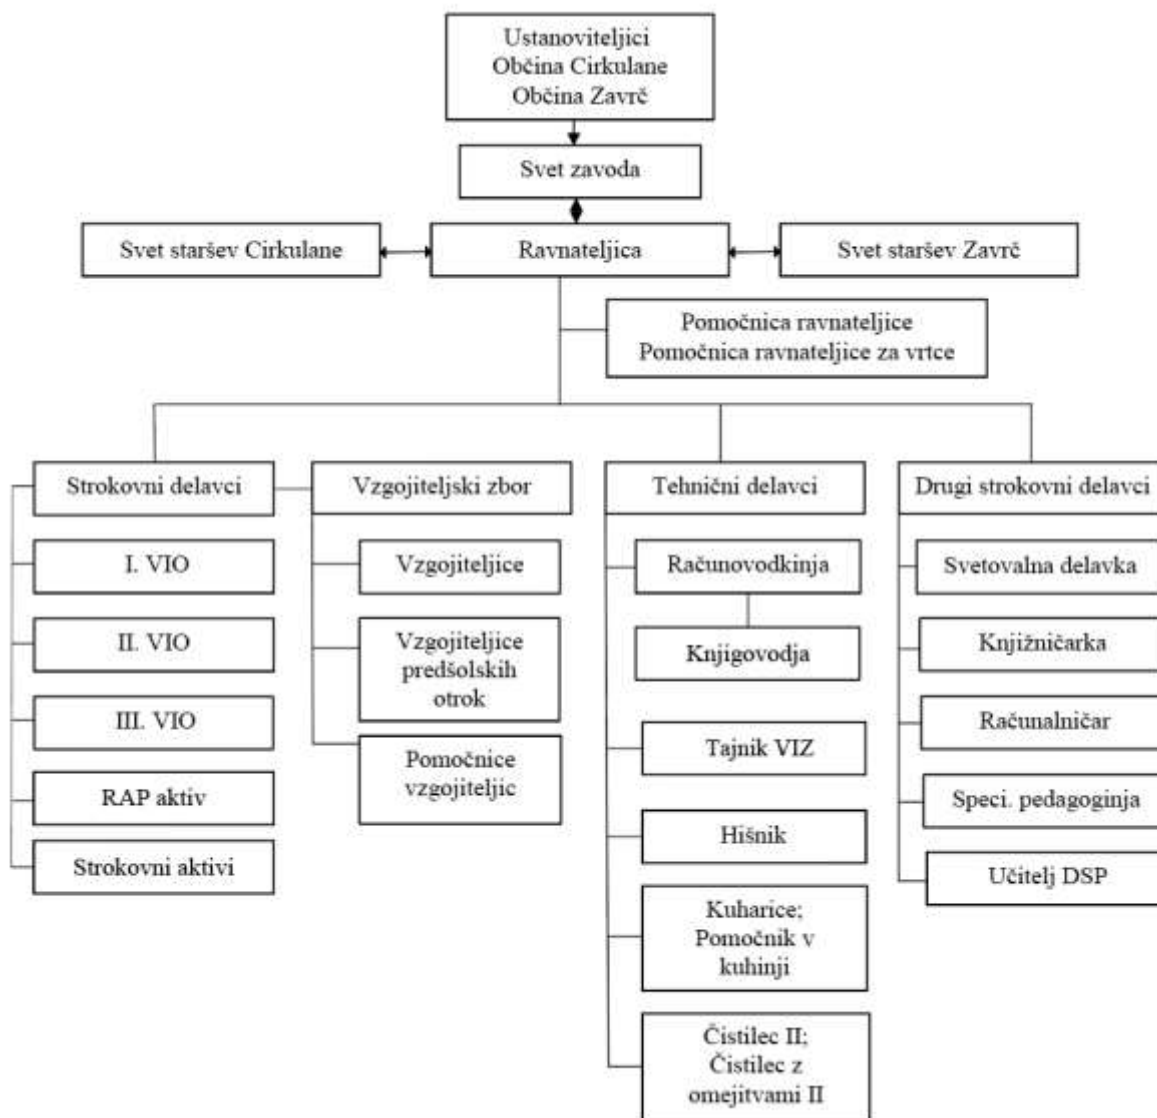 Ustanoviteljici
Občina Cirkulane
Občina Zavrč
Svet zavoda
Svet staršev Cirkulane
Ravnateljica
Svet staršev Zavrč
Pomočnica ravnateljice
Pomočnica ravnateljice za vrtce
Strokovni delavci
Vzgojiteljski zbor
Tehnični delavci
Drugi strokovni delavci
I. VIO
II. VIO
III. VIO
RAP aktiv
Strokovni aktivi
Vzgojiteljice
Vzgojiteljice
predšolskih
otrok
Pomočnice
vzgojiteljic
Računovodkinja
Knjigovodja
Tajnik VIZ
Hišnik
Kuharice;
Pomočnik v
kuhinji
Čistilec II;
Čistilec z
omejitvami II
Svetovalna delavka
Knjižničarka
Računalničar
Speci. pedagoginja
Učitelj DSP